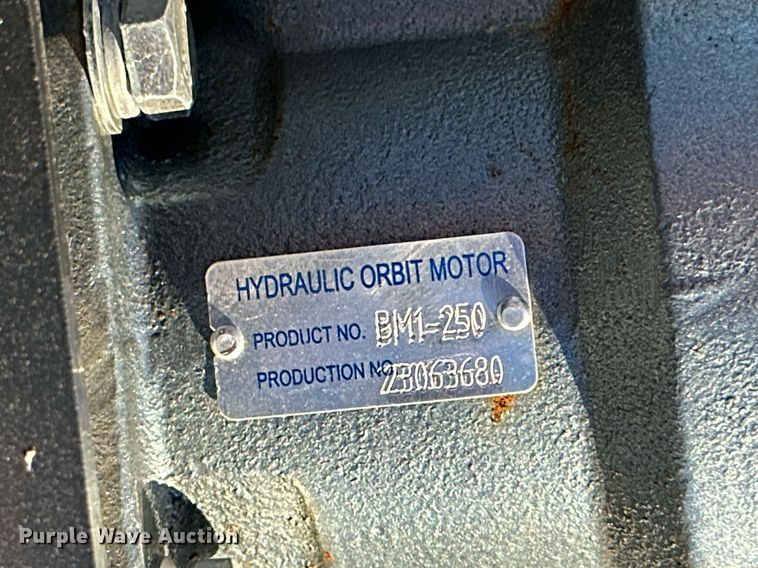 HYDRAULIC ORBIT MOTOR
PRODUCT NO. BM1-250
PRODUCTION NO. 23063680
Purple Wave Auction